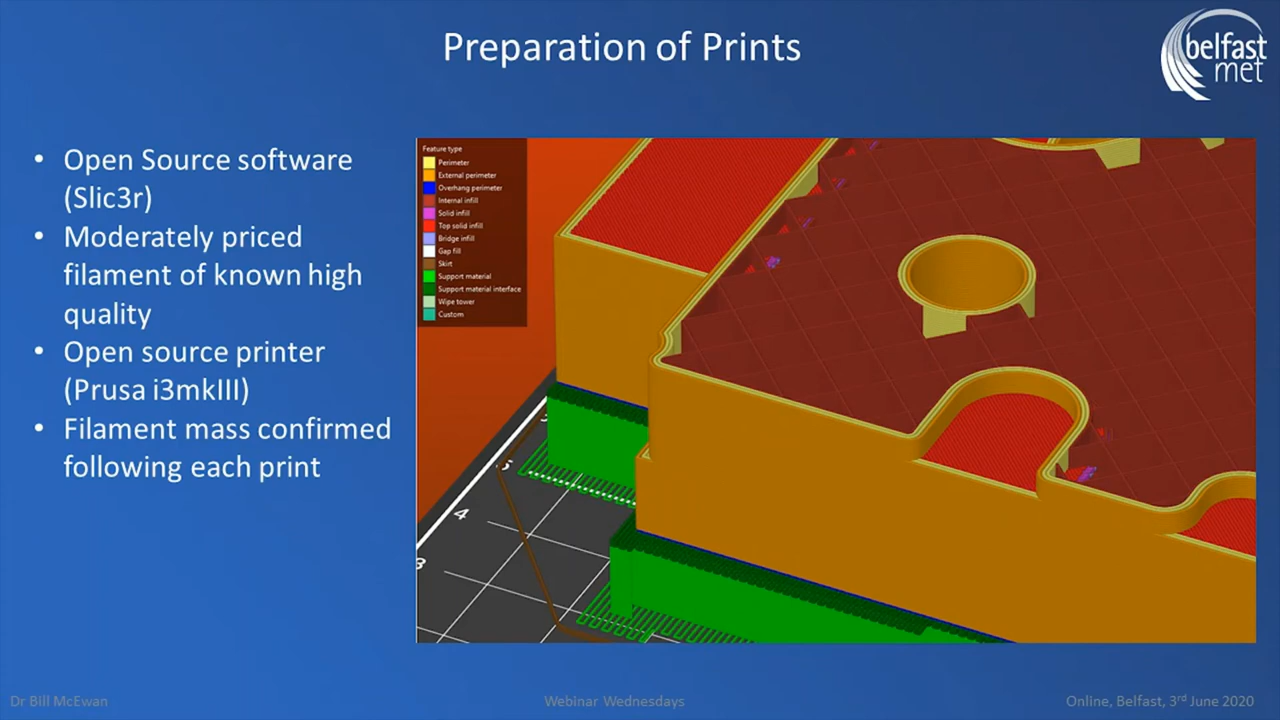 Preparation of Prints
belfast
met
• Open Source software
(Slic3r)
• Moderately priced
filament of known high
quality
• Open source printer
(Prusa i3mkIII)
• Filament mass confirmed
following each print
Feature type
Perimeter
External perimeter
Overhang perimeter
Internal infill
Solid infill
Top solid infill
Bridge infill
Gap fill
Skirt
Support material
Support material interface
Wipe tower
Custom
5
4
3
Dr Bill McEwan
Webinar Wednesdays
Online, Belfast, 3rd June 2020